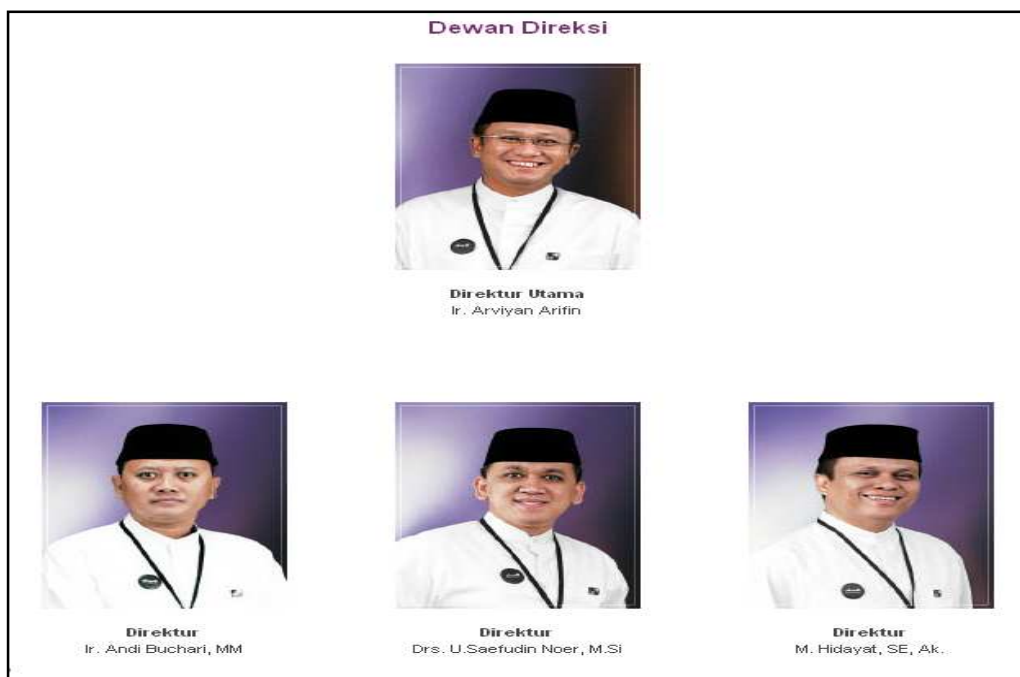 Dewan Direksi
Direktur Utama
Ir. Arviyan Arifin
Direktur
Ir. Andi Buchari, MM
Direktur
Drs. U.Saefudin Noer, M.Si
Direktur
M. Hidayat, SE, Ak.